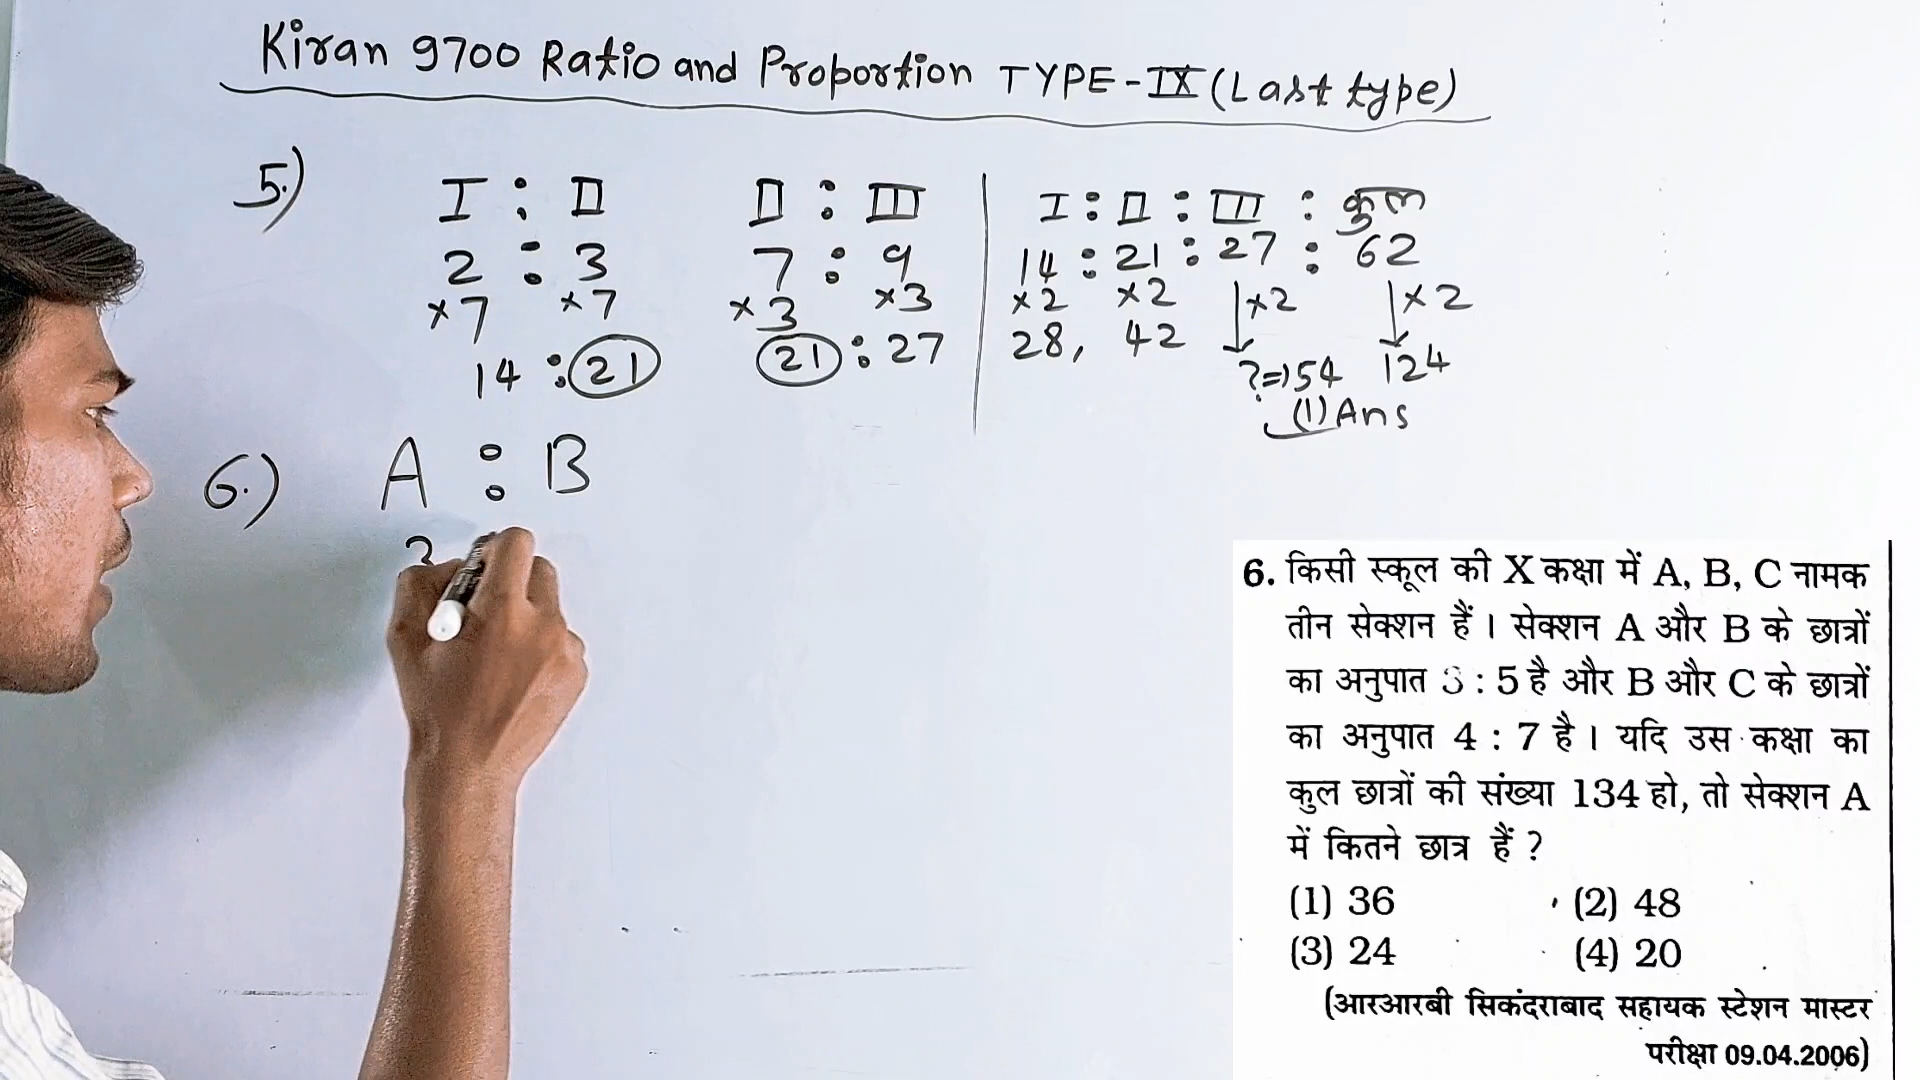 Kiran 9700 Ratio and Proportion TYPE-IX (Last type)
5.) I : II II : III I : II : III : कुल
2 : 3 7 : 9 14 : 21 : 27 : 62
×7 ×7 ×3 ×3 ×2 ×2 ×2 ×2
14 : 21 21 : 27 28, 42 ?⇒54 124
(1) Ans
6.) A : B
3
6. किसी स्कूल की X कक्षा में A, B, C नामक
तीन सेक्शन हैं । सेक्शन A और B के छात्रों
का अनुपात 3 : 5 है और B और C के छात्रों
का अनुपात 4 : 7 है । यदि उस कक्षा का
कुल छात्रों की संख्या 134 हो, तो सेक्शन A
में कितने छात्र हैं ?
(1) 36 (2) 48
(3) 24 (4) 20
(आरआरबी सिकंदराबाद सहायक स्टेशन मास्टर
परीक्षा 09.04.2006)